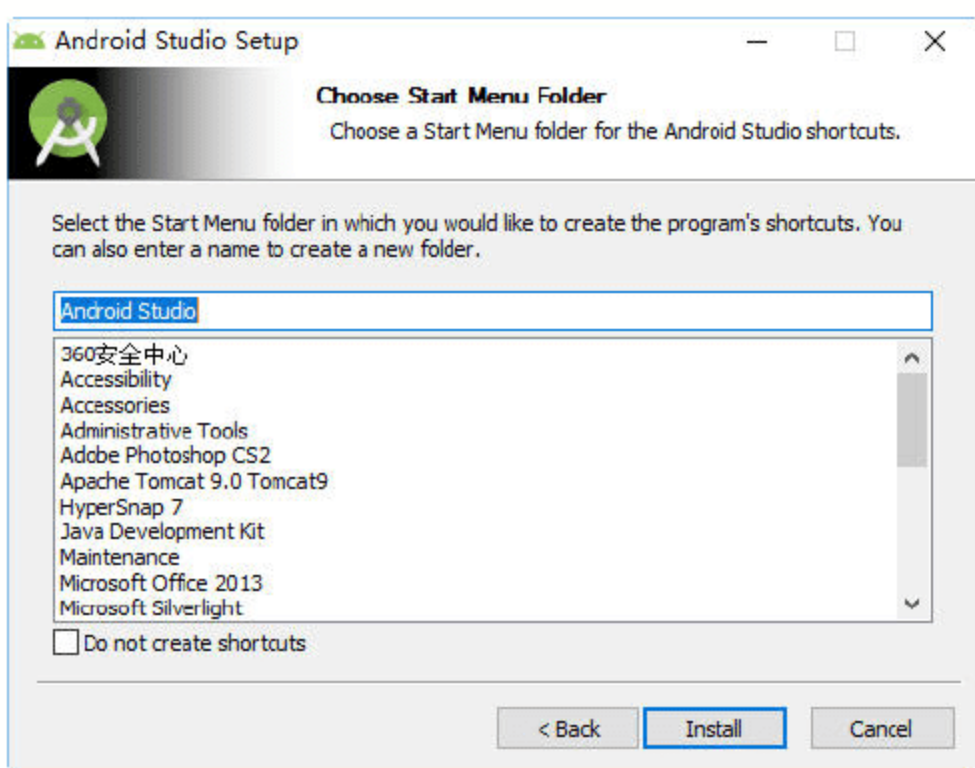 Android Studio Setup
Choose Start Menu Folder
Choose a Start Menu folder for the Android Studio shortcuts.
Select the Start Menu folder in which you would like to create the program's shortcuts. You
can also enter a name to create a new folder.
Android Studio
360安全中心
Accessibility
Accessories
Administrative Tools
Adobe Photoshop CS2
Apache Tomcat 9.0 Tomcat9
HyperSnap 7
Java Development Kit
Maintenance
Microsoft Office 2013
Microsoft Silverlight
Do not create shortcuts
< Back Install Cancel